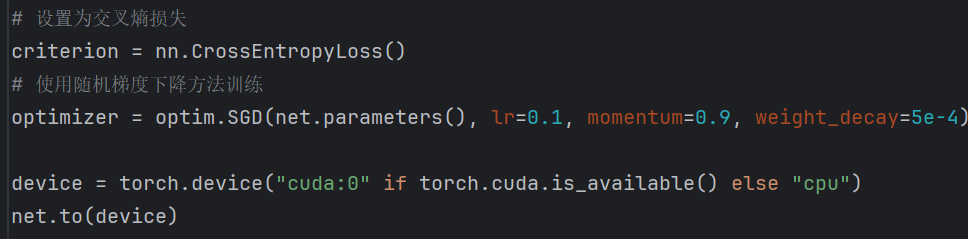 # 设置为交叉熵损失
criterion = nn.CrossEntropyLoss()
# 使用随机梯度下降方法训练
optimizer = optim.SGD(net.parameters(), lr=0.1, momentum=0.9, weight_decay=5e-4)
device = torch.device("cuda:0" if torch.cuda.is_available() else "cpu")
net.to(device)